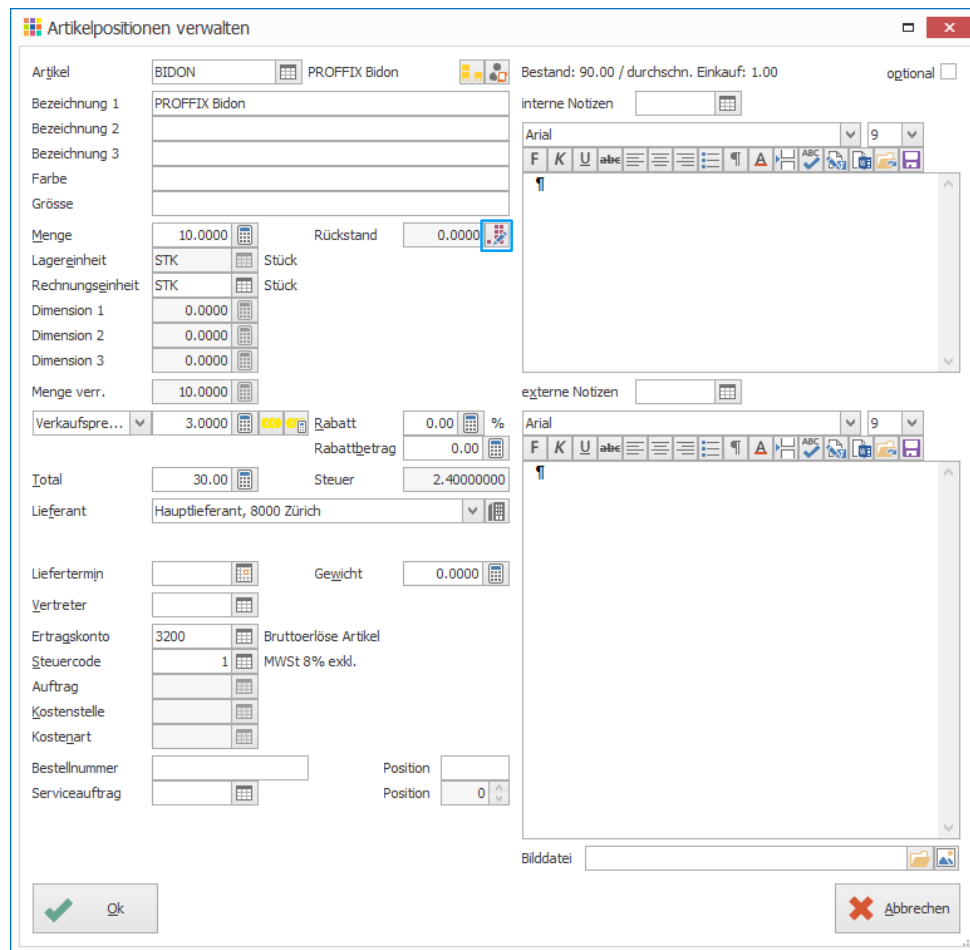 Artikelpositionen verwalten
Artikel BIDON PROFFIX Bidon
Bezeichnung 1 PROFFIX Bidon
Bezeichnung 2
Bezeichnung 3
Farbe
Grösse
Menge 10.0000 Rückstand 0.0000
Lagereinheit STK Stück
Rechnungseinheit STK Stück
Dimension 1 0.0000
Dimension 2 0.0000
Dimension 3 0.0000
Menge verr. 10.0000
Verkaufspre... 3.0000 Rabatt 0.00 %
Rabattbetrag 0.00
Total 30.00 Steuer 2.40000000
Lieferant Hauptlieferant, 8000 Zürich
Liefertermin Gewicht 0.0000
Vertreter
Ertragskonto 3200 Bruttoerlöse Artikel
Steuercode 1 MWSt 8% exkl.
Auftrag
Kostenstelle
Kostenart
Bestellnummer Position
Serviceauftrag Position 0
Bestand: 90.00 / durchschn. Einkauf: 1.00 optional
interne Notizen
Arial 9
F K U abc ¶ A ABC W
¶
externe Notizen
Arial 9
F K U abc ¶ A ABC W
¶
Bilddatei
Ok
Abbrechen